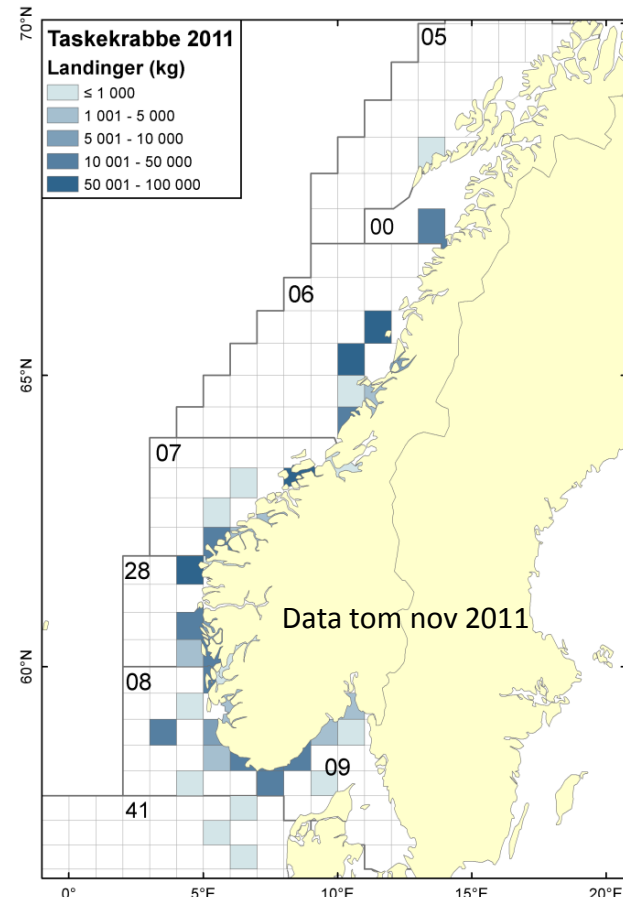 70°N
Taskekrabbe 2011
Landinger (kg)
≤ 1 000
1 001 - 5 000
5 001 - 10 000
10 001 - 50 000
50 001 - 100 000
05
00
06
65°N
07
28
Data tom nov 2011
60°N
08
09
41
0°
5°E
10°E
15°E
20°E